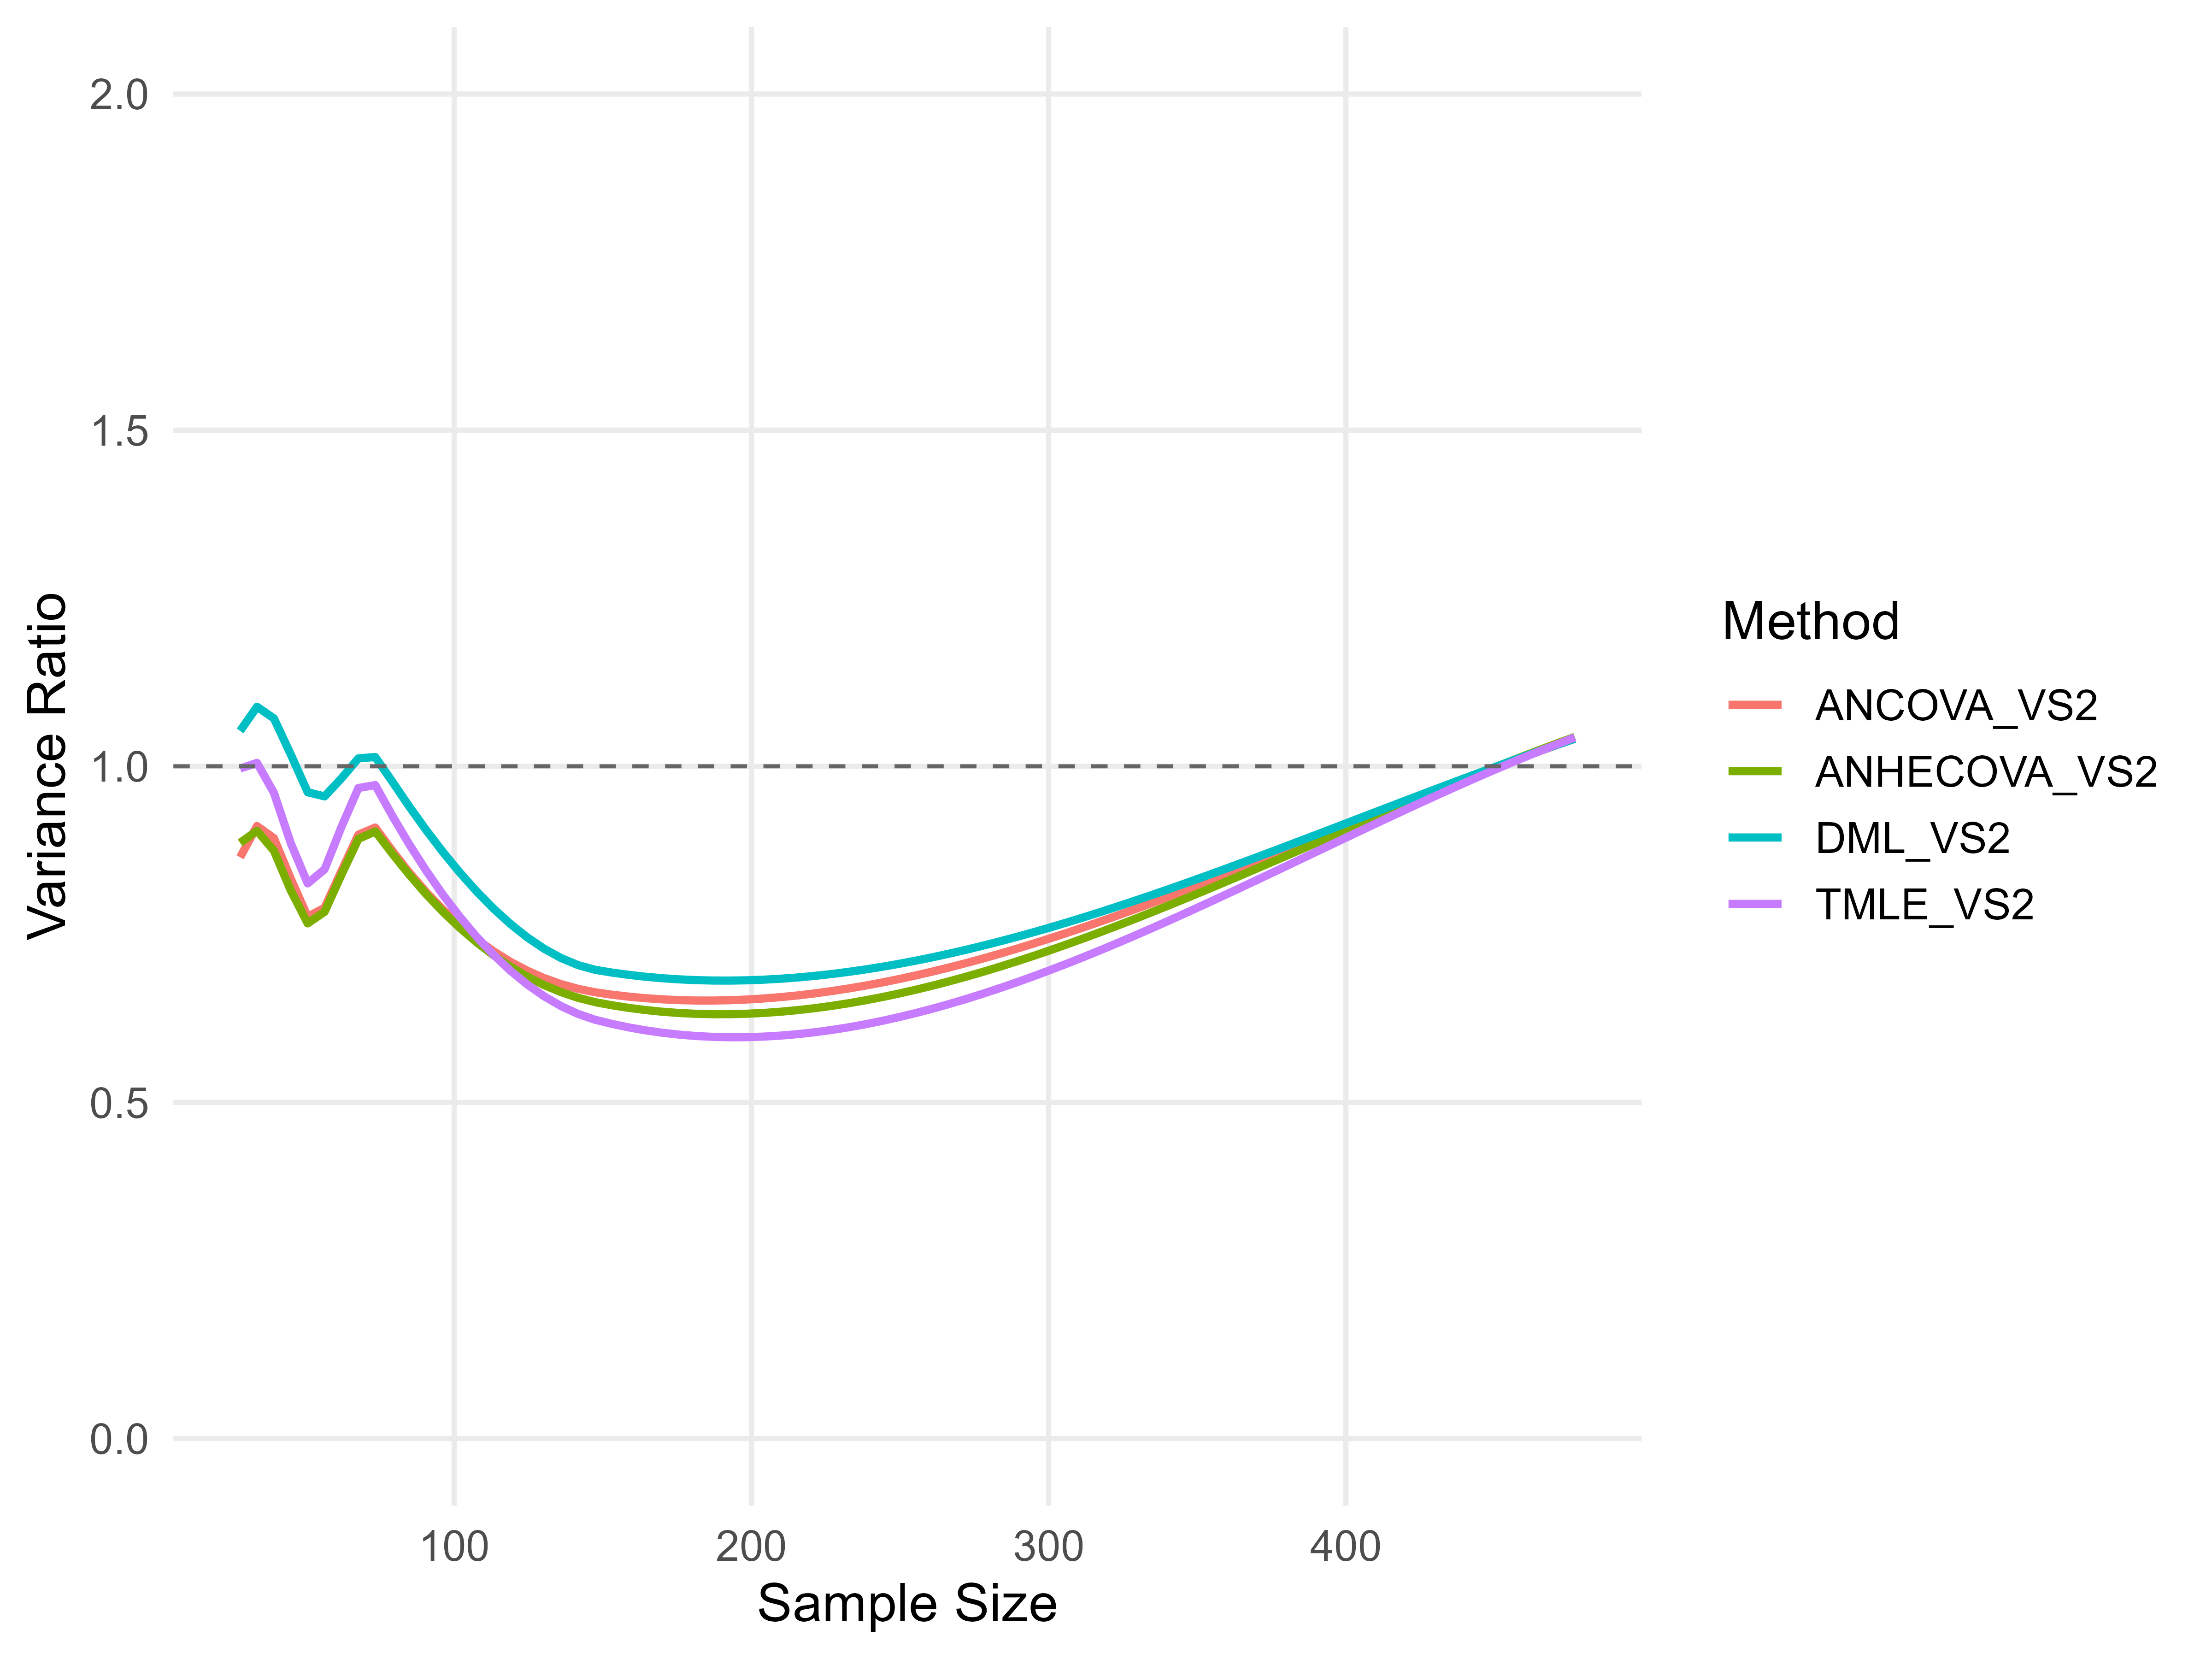 2.0
1.5
1.0
0.5
0.0
Variance Ratio
100 200 300 400
Sample Size
Method
ANCOVA_VS2
ANHECOVA_VS2
DML_VS2
TMLE_VS2